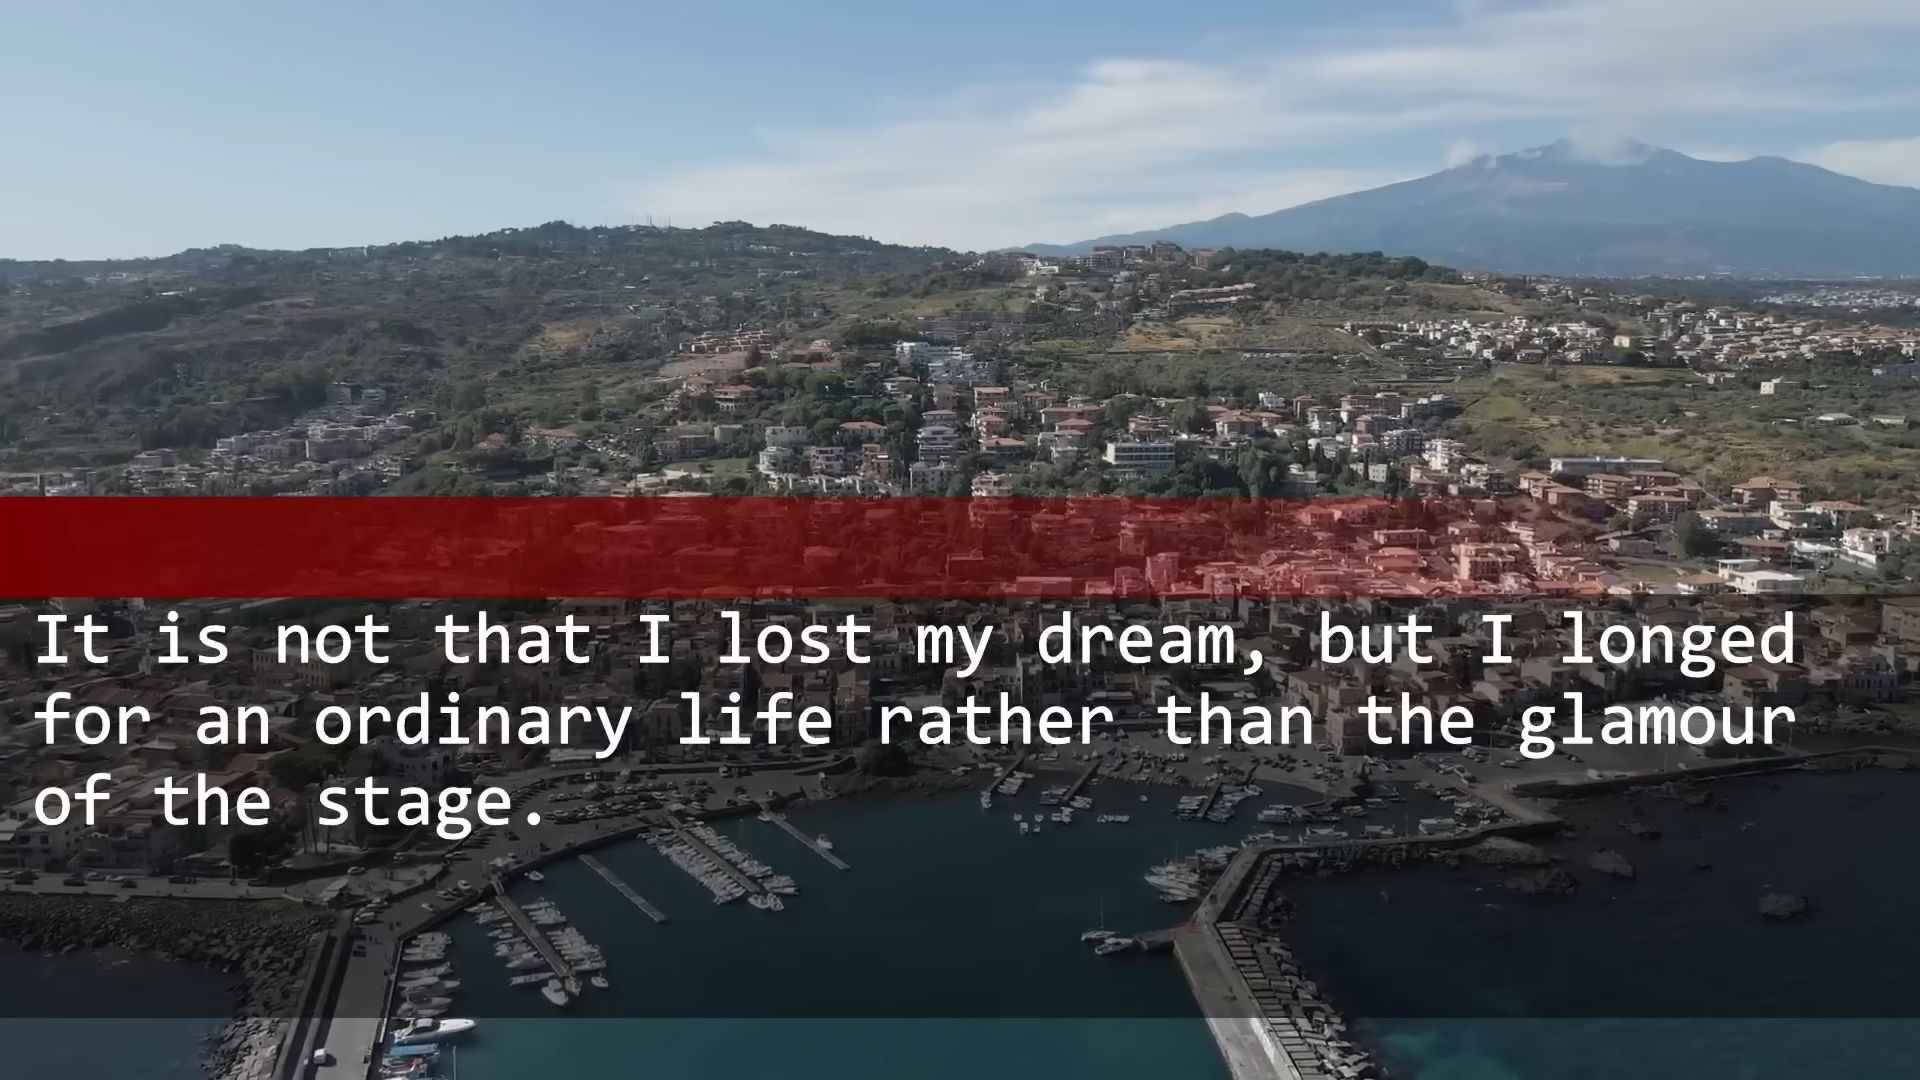 It is not that I lost my dream, but I longed
for an ordinary life rather than the glamour
of the stage.